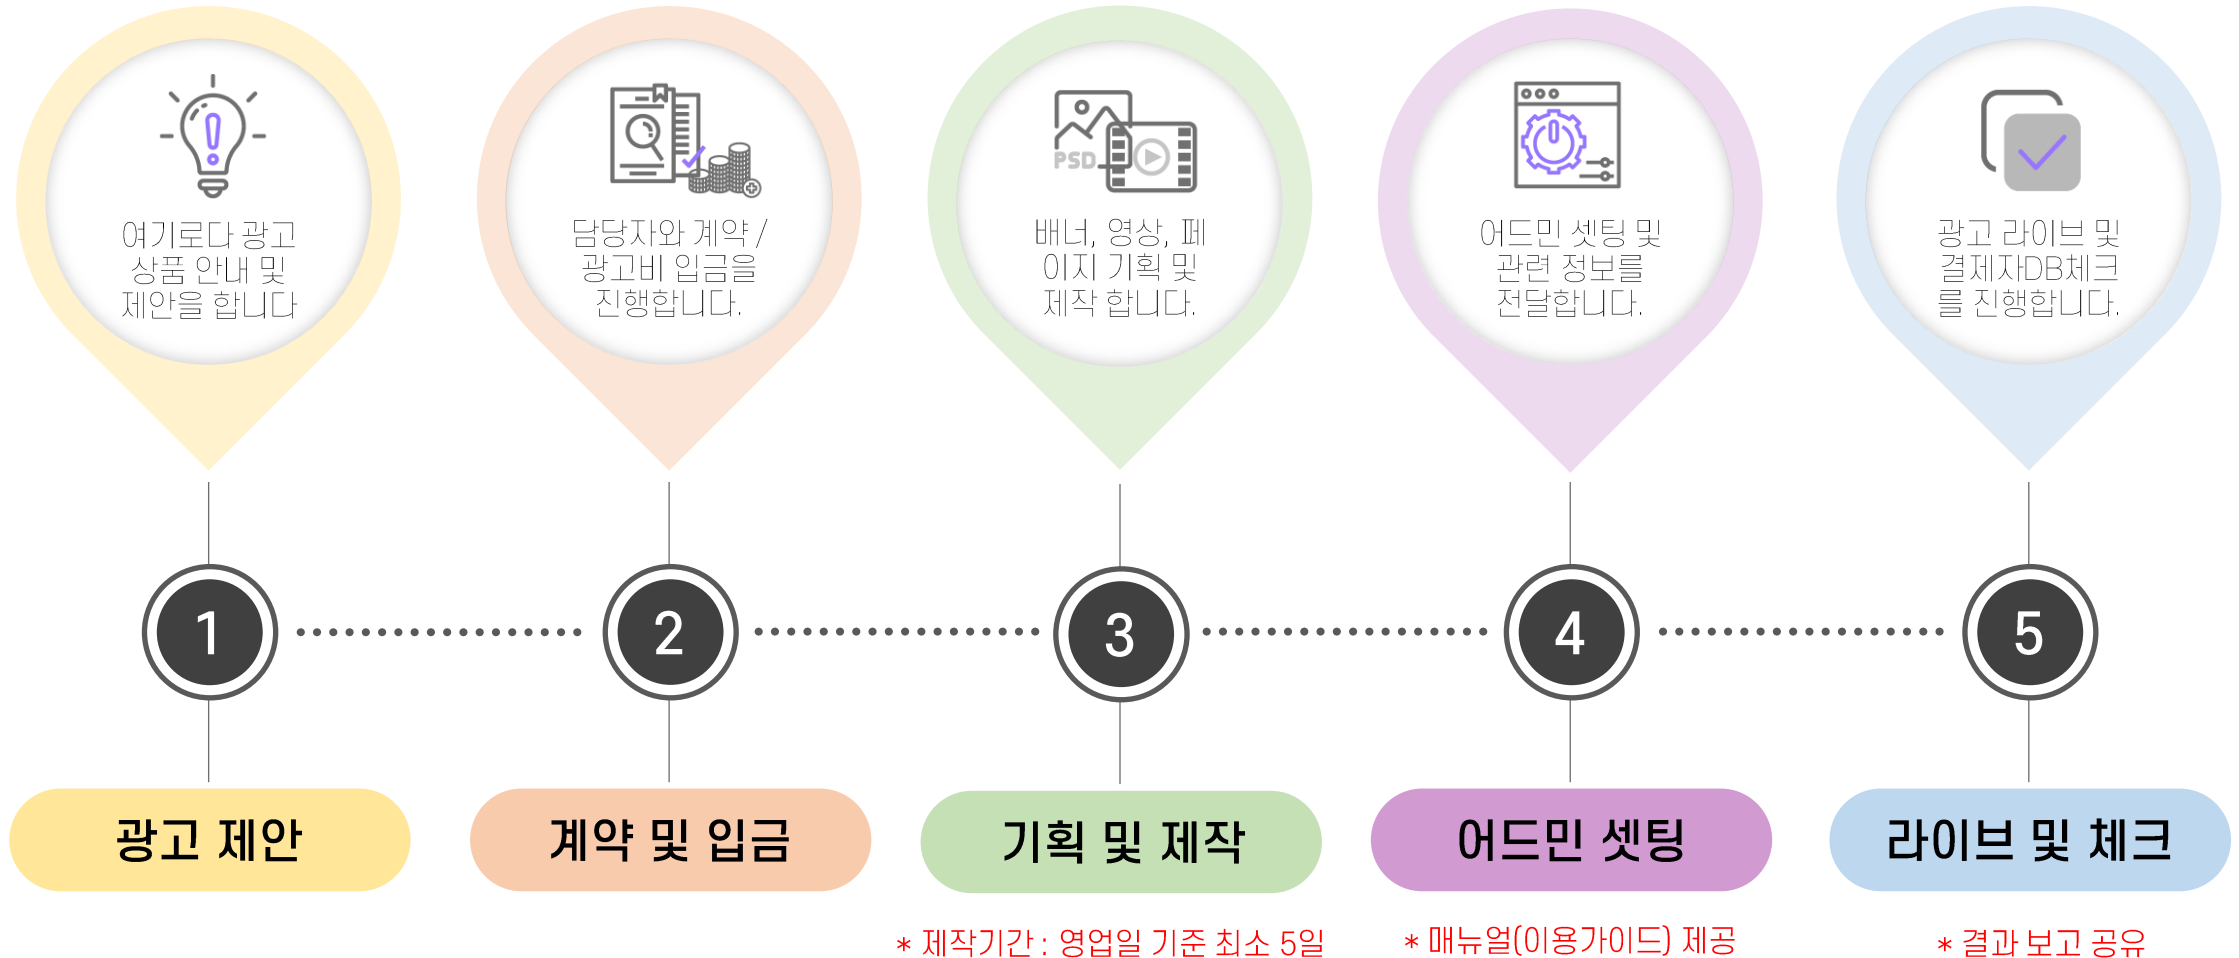 여기로다 광고
상품 안내 및
제안을 합니다
담당자와 계약 /
광고비 입금을
진행합니다.
PSD
배너, 영상, 페
이지 기획 및
제작 합니다.
어드민 셋팅 및
관련 정보를
전달합니다.
광고 라이브 및
결제자DB체크
를 진행합니다.
1
2
3
4
5
광고 제안
계약 및 입금
기획 및 제작
어드민 셋팅
라이브 및 체크
* 제작기간 : 영업일 기준 최소 5일
* 매뉴얼(이용가이드) 제공
* 결과 보고 공유